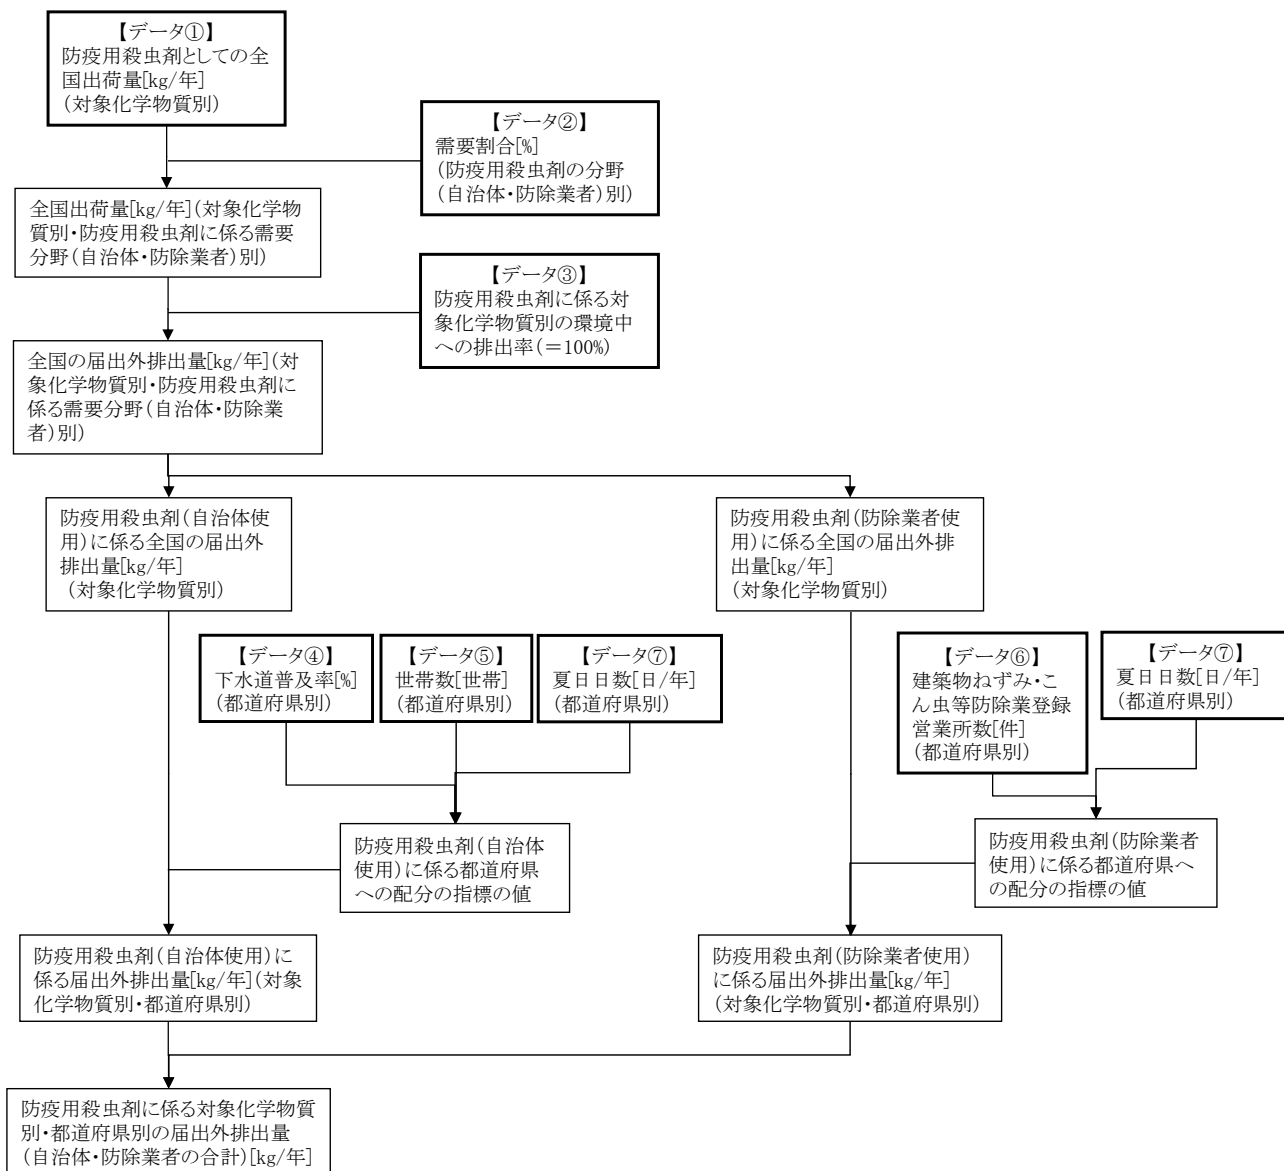 【データ①】
防疫用殺虫剤としての全
国出荷量[kg/年]
(対象化学物質別)
【データ②】
需要割合[%]
(防疫用殺虫剤の分野
(自治体・防除業者)別)
全国出荷量[kg/年](対象化学物
質別・防疫用殺虫剤に係る需要
分野(自治体・防除業者)別)
【データ③】
防疫用殺虫剤に係る対
象化学物質別の環境中
への排出率(=100%)
全国の届出外排出量[kg/年](対
象化学物質別・防疫用殺虫剤に
係る需要分野(自治体・防除業
者)別)
防疫用殺虫剤(自治体使
用)に係る全国の届出外
排出量[kg/年]
(対象化学物質別)
防疫用殺虫剤(防除業者使
用)に係る全国の届出外排
出量[kg/年]
(対象化学物質別)
【データ④】
下水道普及率[%]
(都道府県別)
【データ⑤】
世帯数[世帯]
(都道府県別)
【データ⑦】
夏日日数[日/年]
(都道府県別)
【データ⑥】
建築物ねずみ・こ
ん虫等防除業登録
営業所数[件]
(都道府県別)
【データ⑦】
夏日日数[日/年]
(都道府県別)
防疫用殺虫剤(自治体
使用)に係る都道府県
への配分の指標の値
防疫用殺虫剤(防除業者
使用)に係る都道府県へ
の配分の指標の値
防疫用殺虫剤(自治体使用)に
係る届出外排出量[kg/年](対象
化学物質別・都道府県別)
防疫用殺虫剤(防除業者使用)
に係る届出外排出量[kg/年]
(対象化学物質別・都道府県別)
防疫用殺虫剤に係る対象化学物質
別・都道府県別の届出外排出量
(自治体・防除業者の合計)[kg/年]